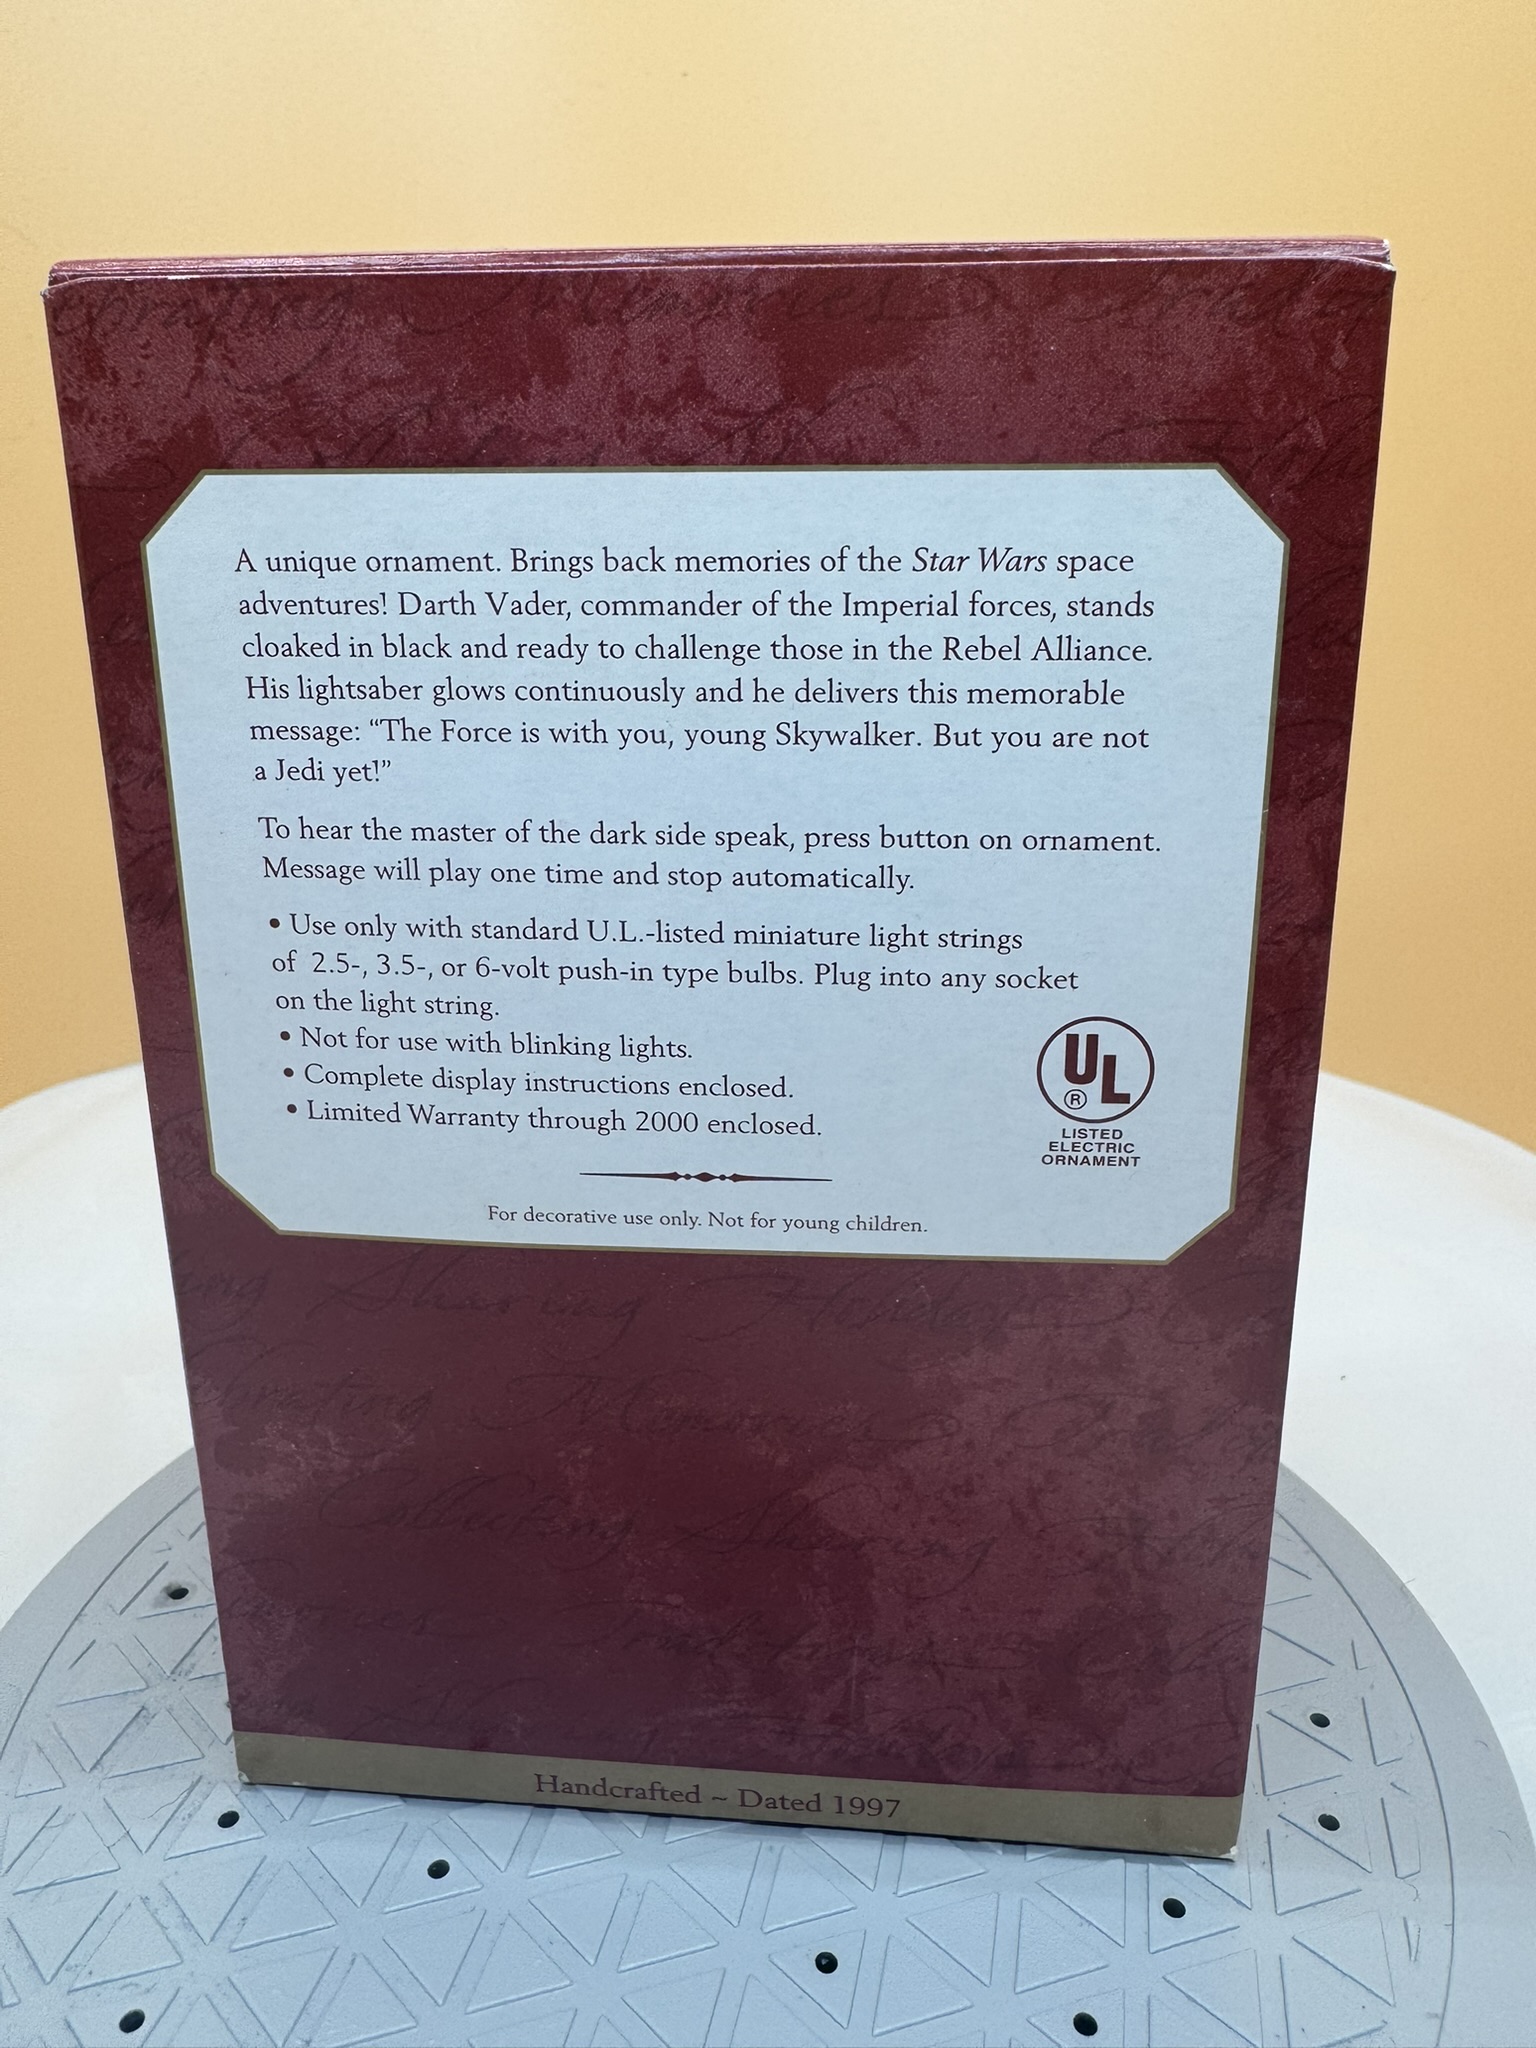 A unique ornament. Brings back memories of the Star Wars space
adventures! Darth Vader, commander of the Imperial forces, stands
cloaked in black and ready to challenge those in the Rebel Alliance.
His lightsaber glows continuously and he delivers this memorable
message: “The Force is with you, young Skywalker. But you are not
a Jedi yet!”
To hear the master of the dark side speak, press button on ornament.
Message will play one time and stop automatically.
• Use only with standard U.L.-listed miniature light strings
of 2.5-, 3.5-, or 6-volt push-in type bulbs. Plug into any socket
on the light string.
• Not for use with blinking lights.
• Complete display instructions enclosed.
• Limited Warranty through 2000 enclosed.
UL
®
LISTED
ELECTRIC
ORNAMENT
For decorative use only. Not for young children.
Sharing Holidays
Memories
Collecting Sharing
Handcrafted ~ Dated 1997